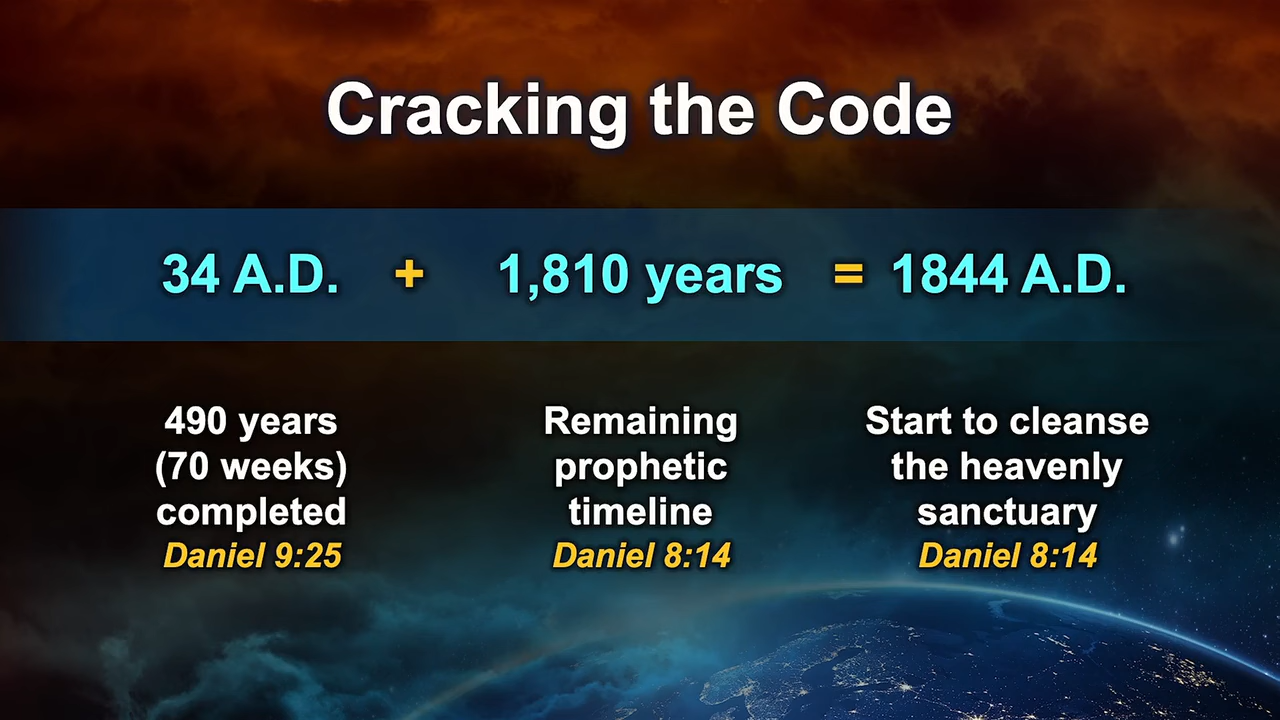 Cracking the Code
34 A.D. + 1,810 years = 1844 A.D.
490 years
(70 weeks)
completed
Daniel 9:25
Remaining
prophetic
timeline
Daniel 8:14
Start to cleanse
the heavenly
sanctuary
Daniel 8:14